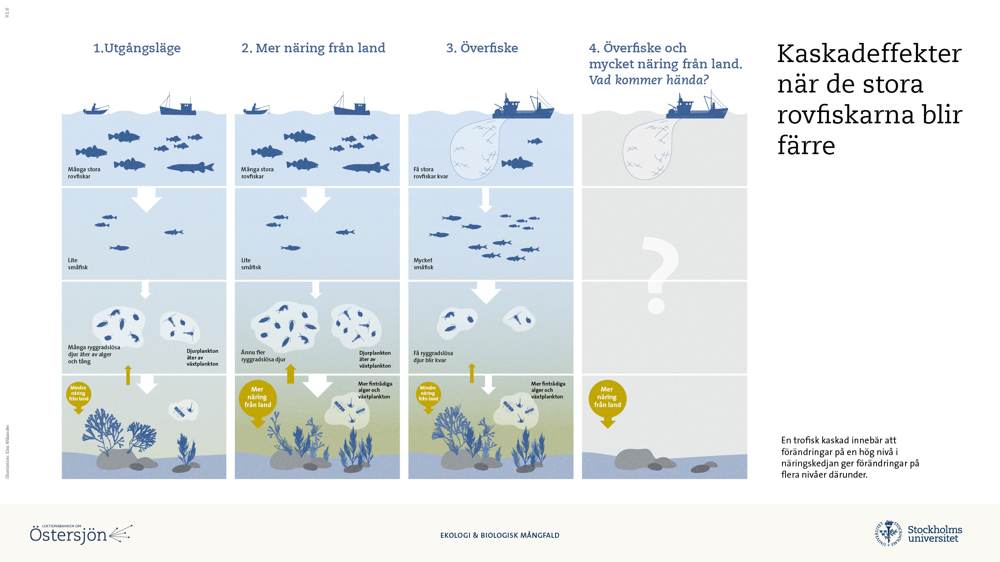 V1.0
1.Utgångsläge
2. Mer näring från land
3. Överfiske
4. Överfiske och
mycket näring från land.
Vad kommer hända?
Kaskadeffekter
när de stora
rovfiskarna blir
färre
Många stora
rovfiskar
Många stora
rovfiskar
Få stora
rovfiskar kvar
Lite
småfisk
Lite
småfisk
Mycket
småfisk
?
Många ryggradslösa
djur äter av alger
och tång
Djurplankton
äter av
växtplankton
Ännu fler
ryggradslösa djur
Djurplankton
äter av
växtplankton
Få ryggradslösa
djur blir kvar
Mindre
näring
från land
Mer
näring
från land
Mer fintrådiga
alger och
växtplankton
Mindre
näring
från land
Mer fintrådiga
alger och
växtplankton
Mer
näring
från land
En trofisk kaskad innebär att
förändringar på en hög nivå i
näringskedjan ger förändringar på
flera nivåer därunder.
Illustration: Elsa Wikander
LEKTIONSBANKEN OM
Östersjön
EKOLOGI & BIOLOGISK MÅNGFALD
STOCKHOLMS UNIVERSITET
Stockholms
universitet